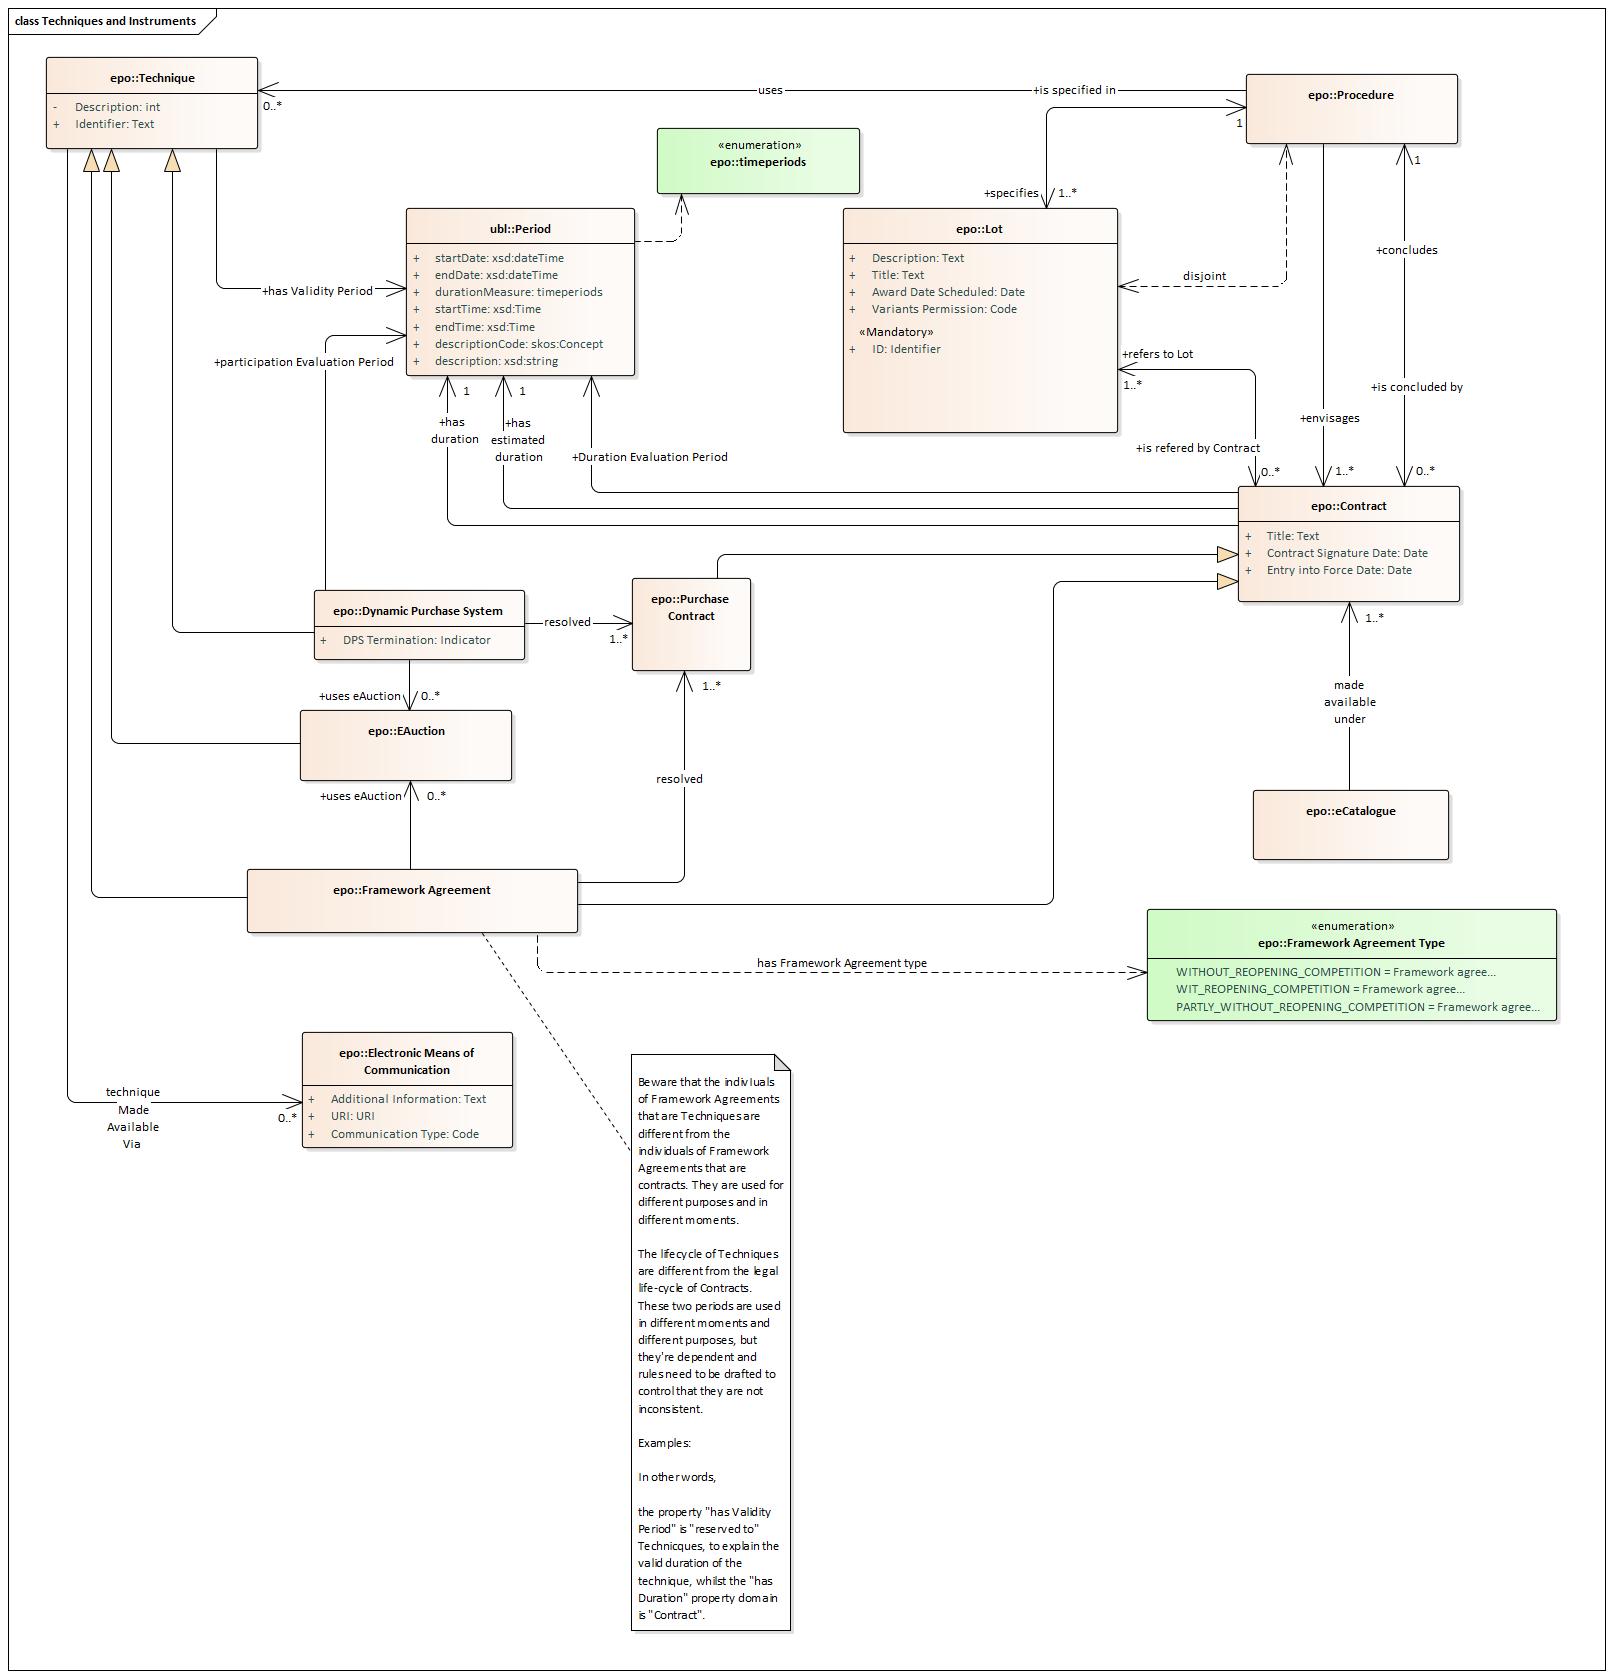 class Techniques and Instruments
epo::Technique
- Description: int
+ Identifier: Text
0..*
uses
+is specified in
epo::Procedure
1
«enumeration»
epo::timeperiods
+specifies
1..*
1
ubl::Period
+ startDate: xsd:dateTime
+ endDate: xsd:dateTime
+ durationMeasure: timeperiods
+ startTime: xsd:Time
+ endTime: xsd:Time
+ descriptionCode: skos:Concept
+ description: xsd:string
epo::Lot
+ Description: Text
+ Title: Text
+ Award Date Scheduled: Date
+ Variants Permission: Code
«Mandatory»
+ ID: Identifier
+concludes
disjoint
+has Validity Period
+participation Evaluation Period
+refers to Lot
1..*
+is concluded by
1
1
+has
duration
+has
estimated
duration
+Duration Evaluation Period
+envisages
+is refered by Contract
0..*
1..*
0..*
epo::Contract
+ Title: Text
+ Contract Signature Date: Date
+ Entry into Force Date: Date
epo::Dynamic Purchase System
+ DPS Termination: Indicator
resolved
1..*
epo::Purchase
Contract
1..*
1..*
+uses eAuction
0..*
made
available
under
epo::EAuction
resolved
+uses eAuction
0..*
epo::eCatalogue
epo::Framework Agreement
«enumeration»
epo::Framework Agreement Type
WITHOUT_REOPENING_COMPETITION = Framework agree...
WIT_REOPENING_COMPETITION = Framework agree...
PARTLY_WITHOUT_REOPENING_COMPETITION = Framework agree...
has Framework Agreement type
epo::Electronic Means of
Communication
+ Additional Information: Text
+ URI: URI
+ Communication Type: Code
technique
Made
Available
Via
0..*
Beware that the indivIuals
of Framework Agreements
that are Techniques are
different from the
individuals of Framework
Agreements that are
contracts. They are used for
different purposes and in
different moments.
The lifecycle of Techniques
are different from the legal
life-cycle of Contracts.
These two periods are used
in different moments and
different purposes, but
they're dependent and
rules need to be drafted to
control that they are not
inconsistent.
Examples:
In other words,
the property "has Validity
Period" is "reserved to"
Technicques, to explain the
valid duration of the
technique, whilst the "has
Duration" property domain
is "Contract".